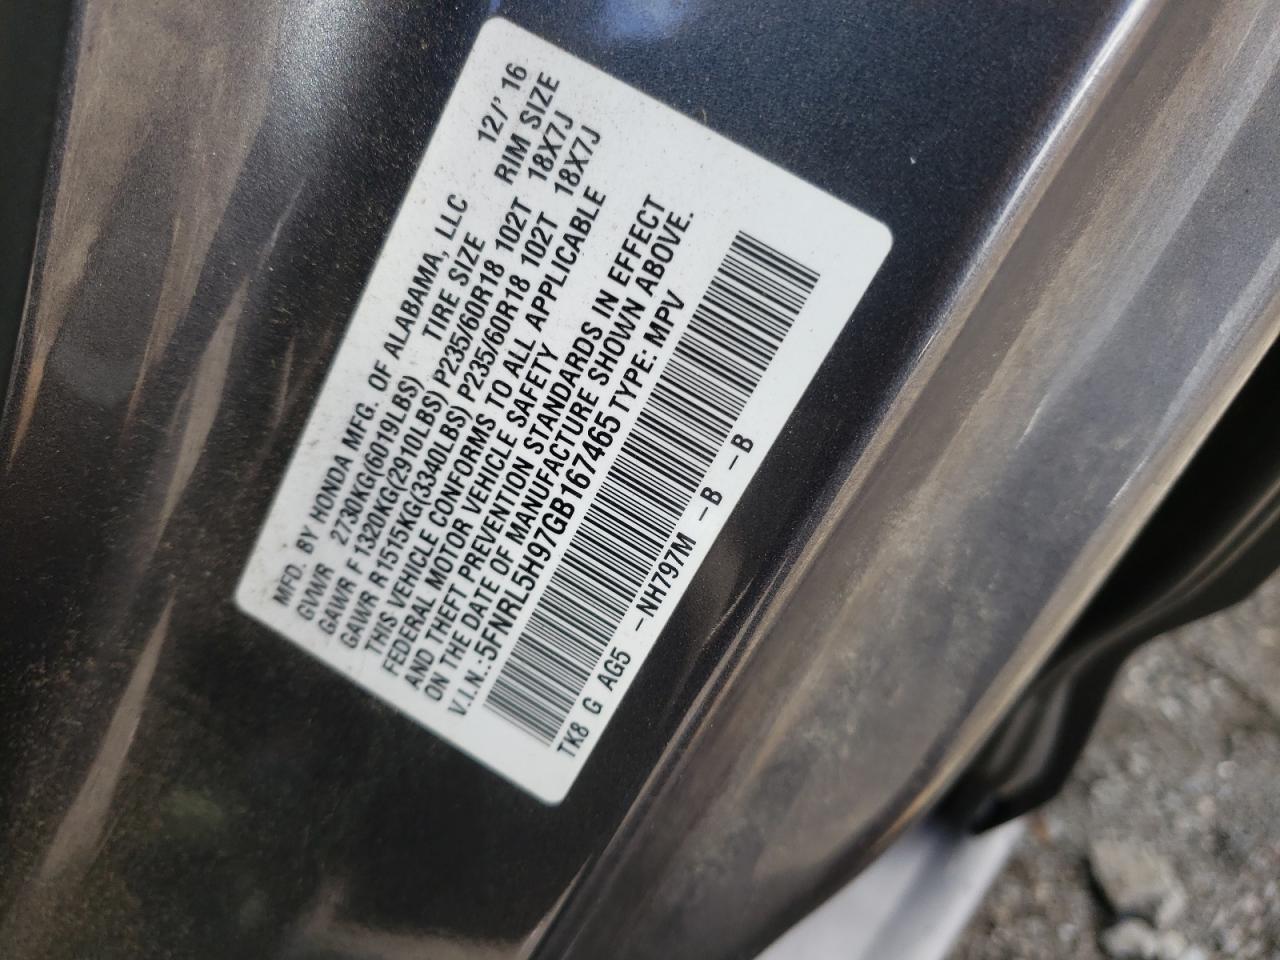 MFD. BY HONDA MFG. OF ALABAMA, LLC 12/' 16
GVWR 2730KG(6019LBS) TIRE SIZE RIM SIZE
GAWR F 1320KG(2910LBS) P235/60R18 102T 18X7J
GAWR R 1515KG(3340LBS) P235/60R18 102T 18X7J
THIS VEHICLE CONFORMS TO ALL APPLICABLE
FEDERAL MOTOR VEHICLE SAFETY
AND THEFT PREVENTION STANDARDS IN EFFECT
ON THE DATE OF MANUFACTURE SHOWN ABOVE.
V.I.N.:5FNRL5H97GB167465 TYPE: MPV
TK8 G AG5 -NH797M -B -B